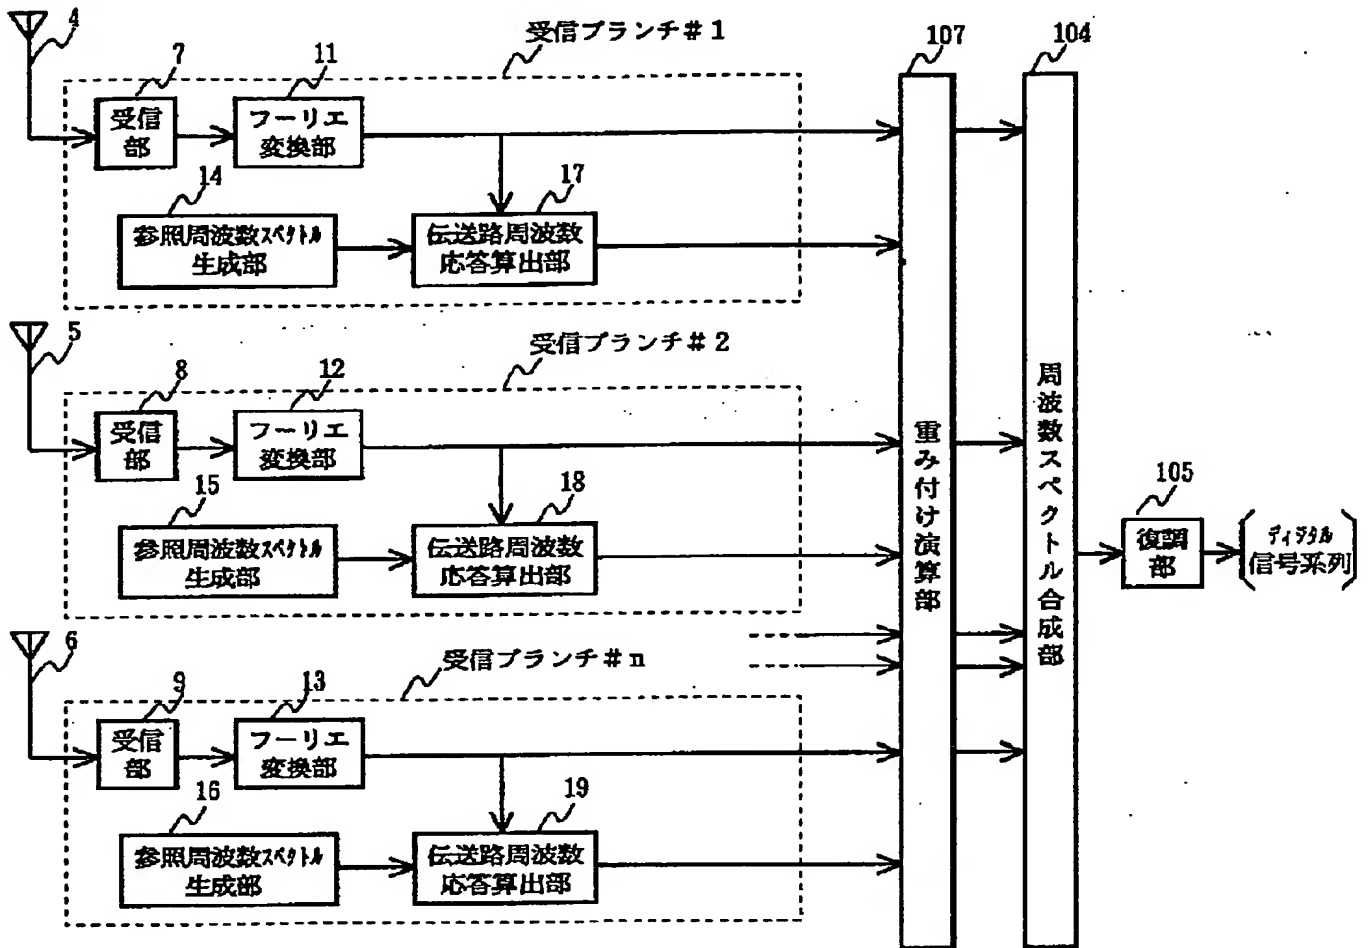 4
受信ブランチ#1
107
104
7
11
受信
部
フーリエ
変換部
14
17
参照周波数スペクトル
生成部
伝送路周波数
応答算出部
5
受信ブランチ#2
8
12
受信
部
フーリエ
変換部
15
18
参照周波数スペクトル
生成部
伝送路周波数
応答算出部
重み付け演算部
周波数スペクトル合成部
105
復調
部
ディジタル
信号系列
6
受信ブランチ#n
9
13
受信
部
フーリエ
変換部
16
19
参照周波数スペクトル
生成部
伝送路周波数
応答算出部